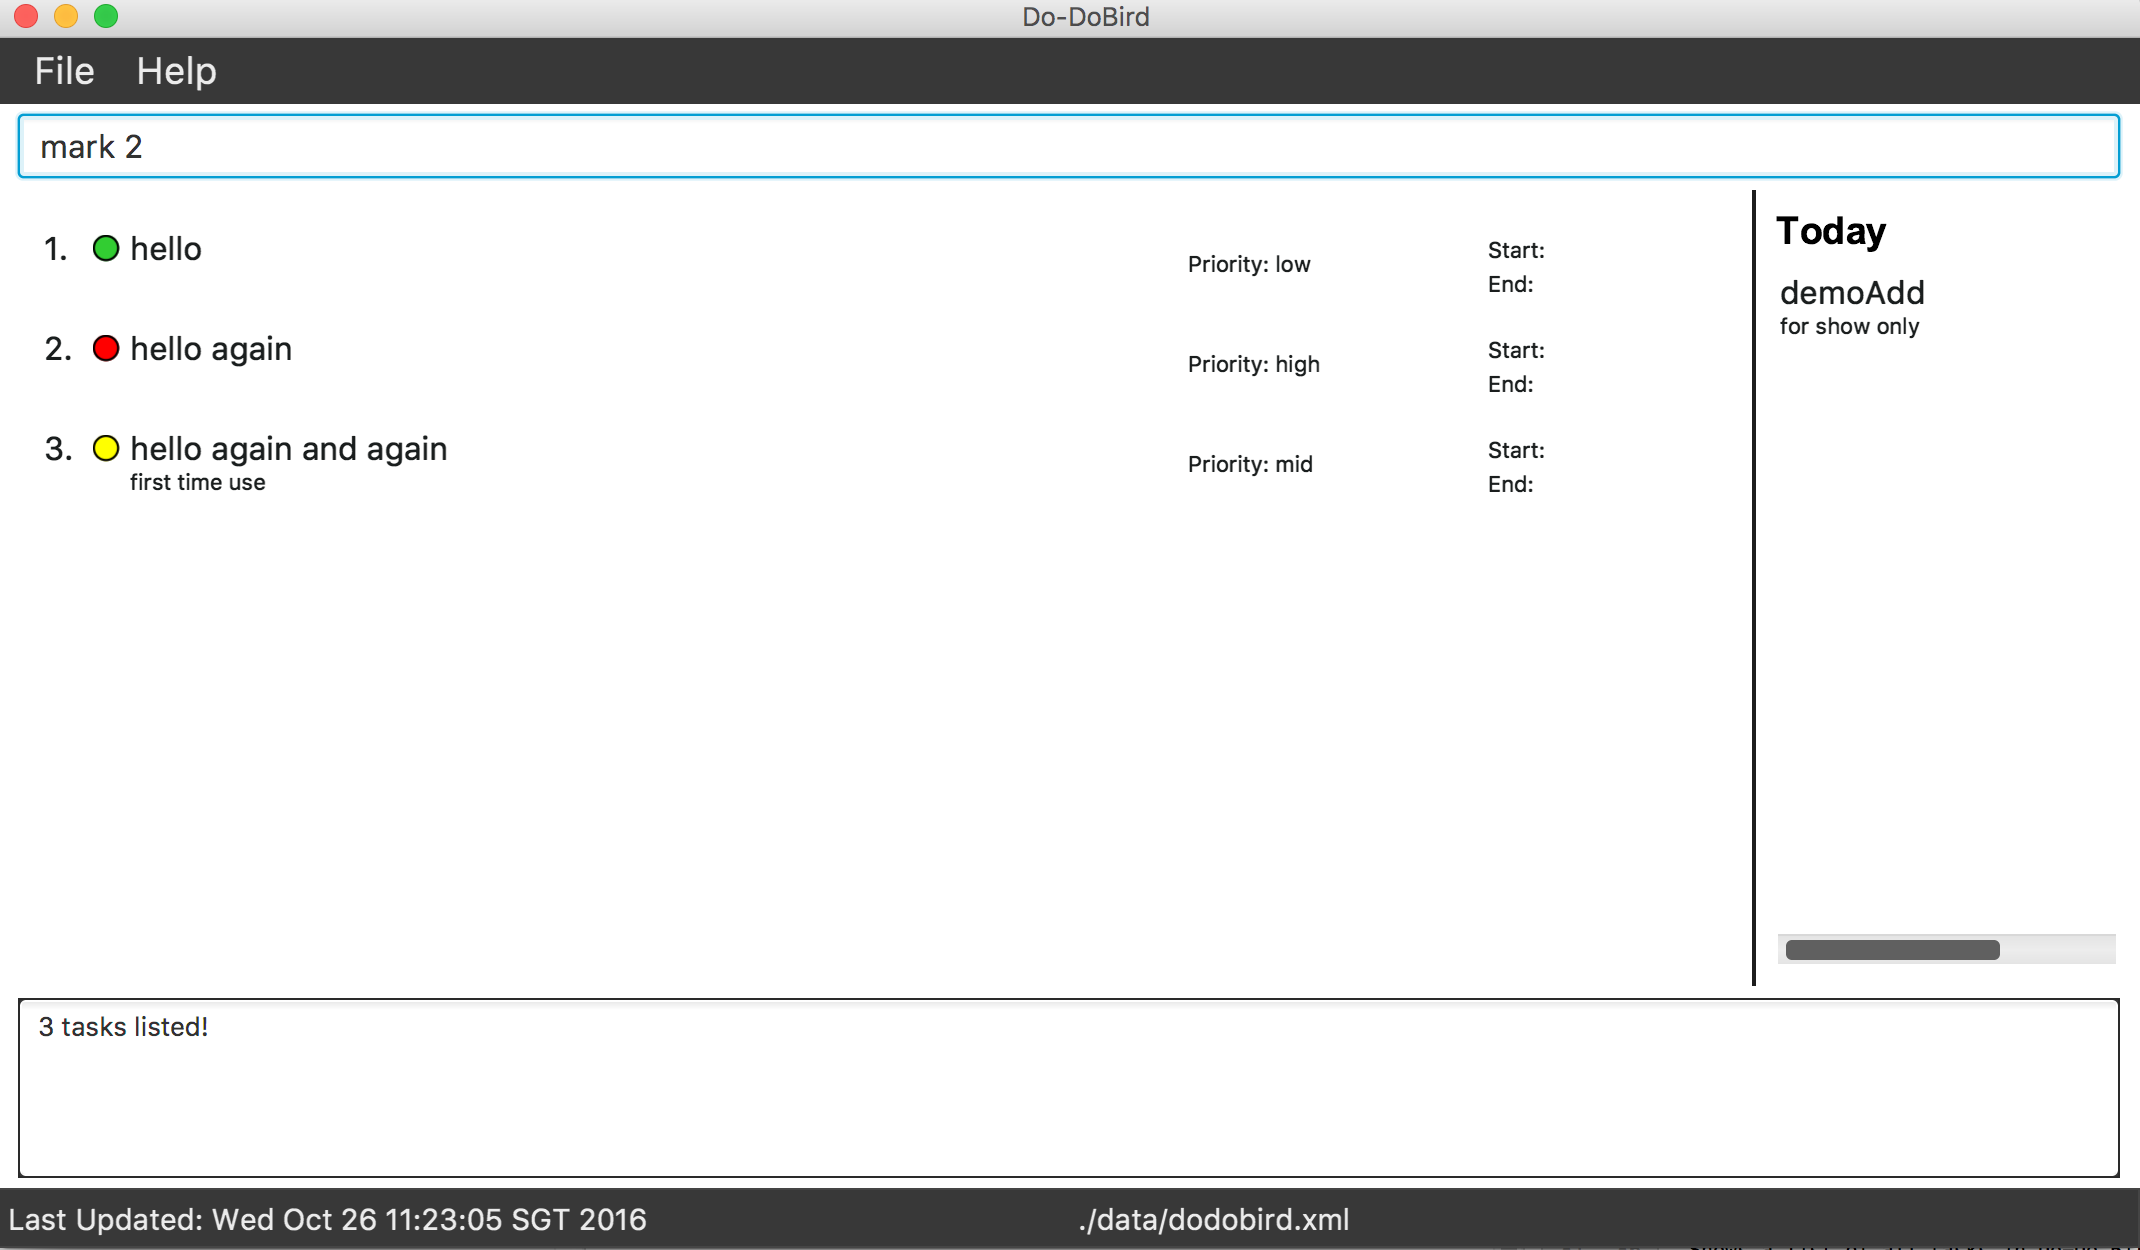 Do-DoBird
File Help
mark 2
1. hello
Priority: low
Start:
End:
2. hello again
Priority: high
Start:
End:
3. hello again and again
first time use
Priority: mid
Start:
End:
Today
demoAdd
for show only
3 tasks listed!
Last Updated: Wed Oct 26 11:23:05 SGT 2016
./data/dodobird.xml